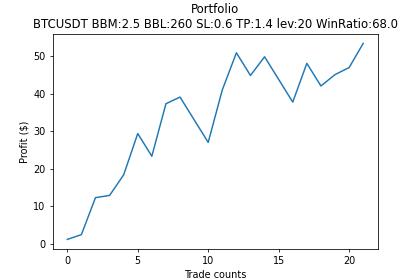 Portfolio
BTCUSDT BBM:2.5 BBL:260 SL:0.6 TP:1.4 lev:20 WinRatio:68.0
50
40
30
20
10
0
Profit ($)
0 5 10 15 20
Trade counts